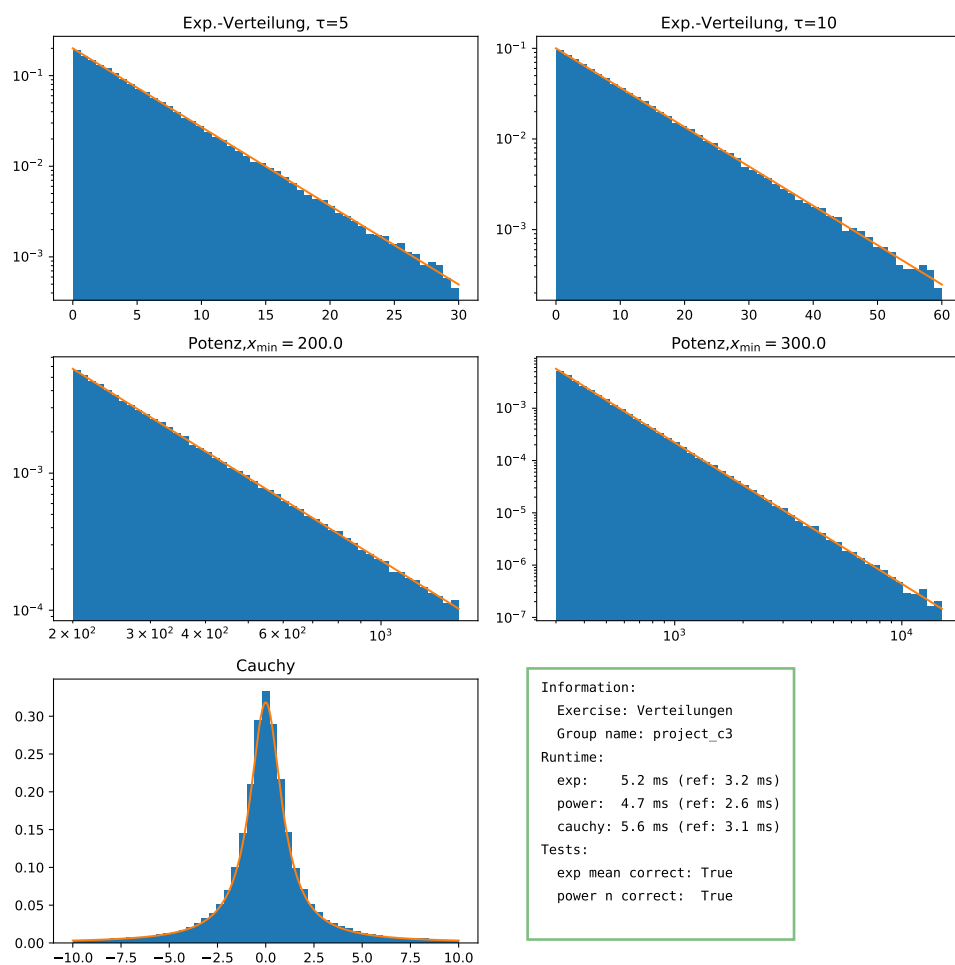 Exp.-Verteilung, τ=5
10⁻¹
10⁻²
10⁻³
0 5 10 15 20 25 30
Exp.-Verteilung, τ=10
10⁻¹
10⁻²
10⁻³
0 10 20 30 40 50 60
Potenz,x_min = 200.0
10⁻³
10⁻⁴
2 × 10² 3 × 10² 4 × 10² 6 × 10² 10³
Potenz,x_min = 300.0
10⁻³
10⁻⁴
10⁻⁵
10⁻⁶
10⁻⁷
10³ 10⁴
Cauchy
0.30
0.25
0.20
0.15
0.10
0.05
0.00
−10.0 −7.5 −5.0 −2.5 0.0 2.5 5.0 7.5 10.0
Information:
Exercise: Verteilungen
Group name: project_c3
Runtime:
exp: 5.2 ms (ref: 3.2 ms)
power: 4.7 ms (ref: 2.6 ms)
cauchy: 5.6 ms (ref: 3.1 ms)
Tests:
exp mean correct: True
power n correct: True